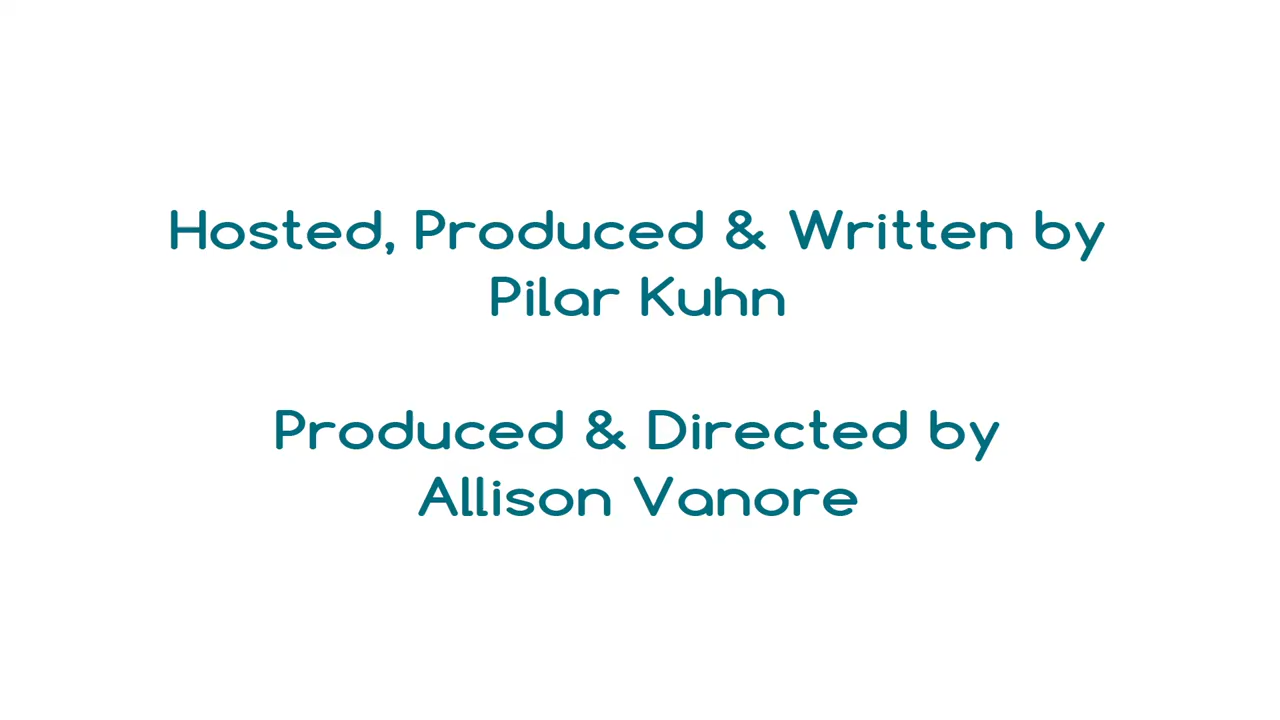 Hosted, Produced & Written by
Pilar Kuhn
Produced & Directed by
Allison Vanore